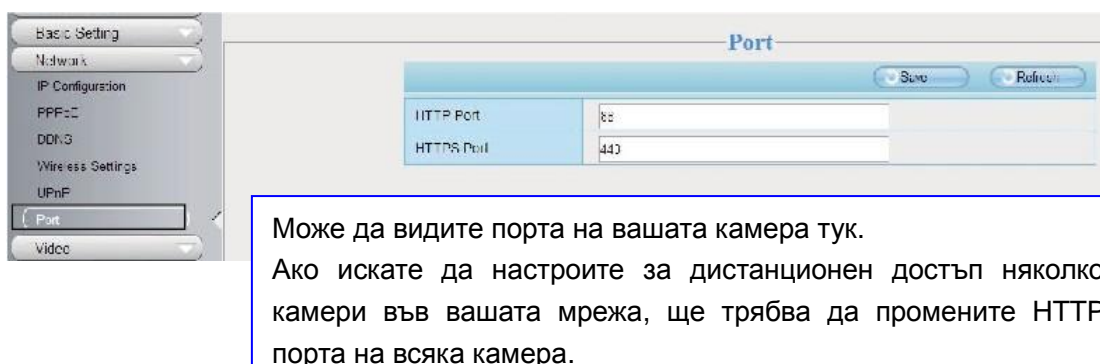 Basic Setting
Network
IP Configuration
PPPoE
DDNS
Wireless Settings
UPnP
Port
Video
Port
Save Refresh
HTTP Port 88
HTTPS Port 443
Може да видите порта на вашата камера тук.
Ако искате да настроите за дистанционен достъп няколко
камери във вашата мрежа, ще трябва да промените HTTP
порта на всяка камера.